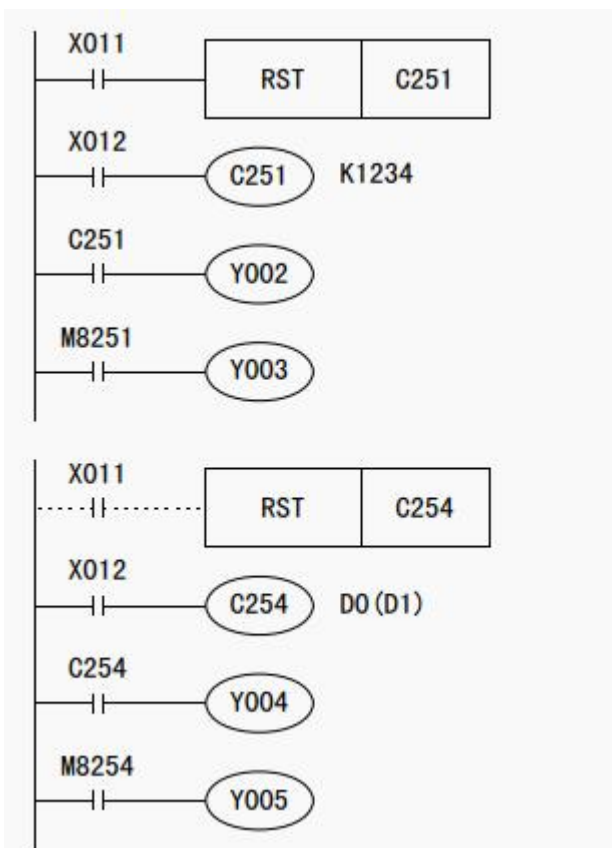 X011
RST C251
X012
C251 K1234
C251
Y002
M8251
Y003
X011
RST C254
X012
C254 D0(D1)
C254
Y004
M8254
Y005